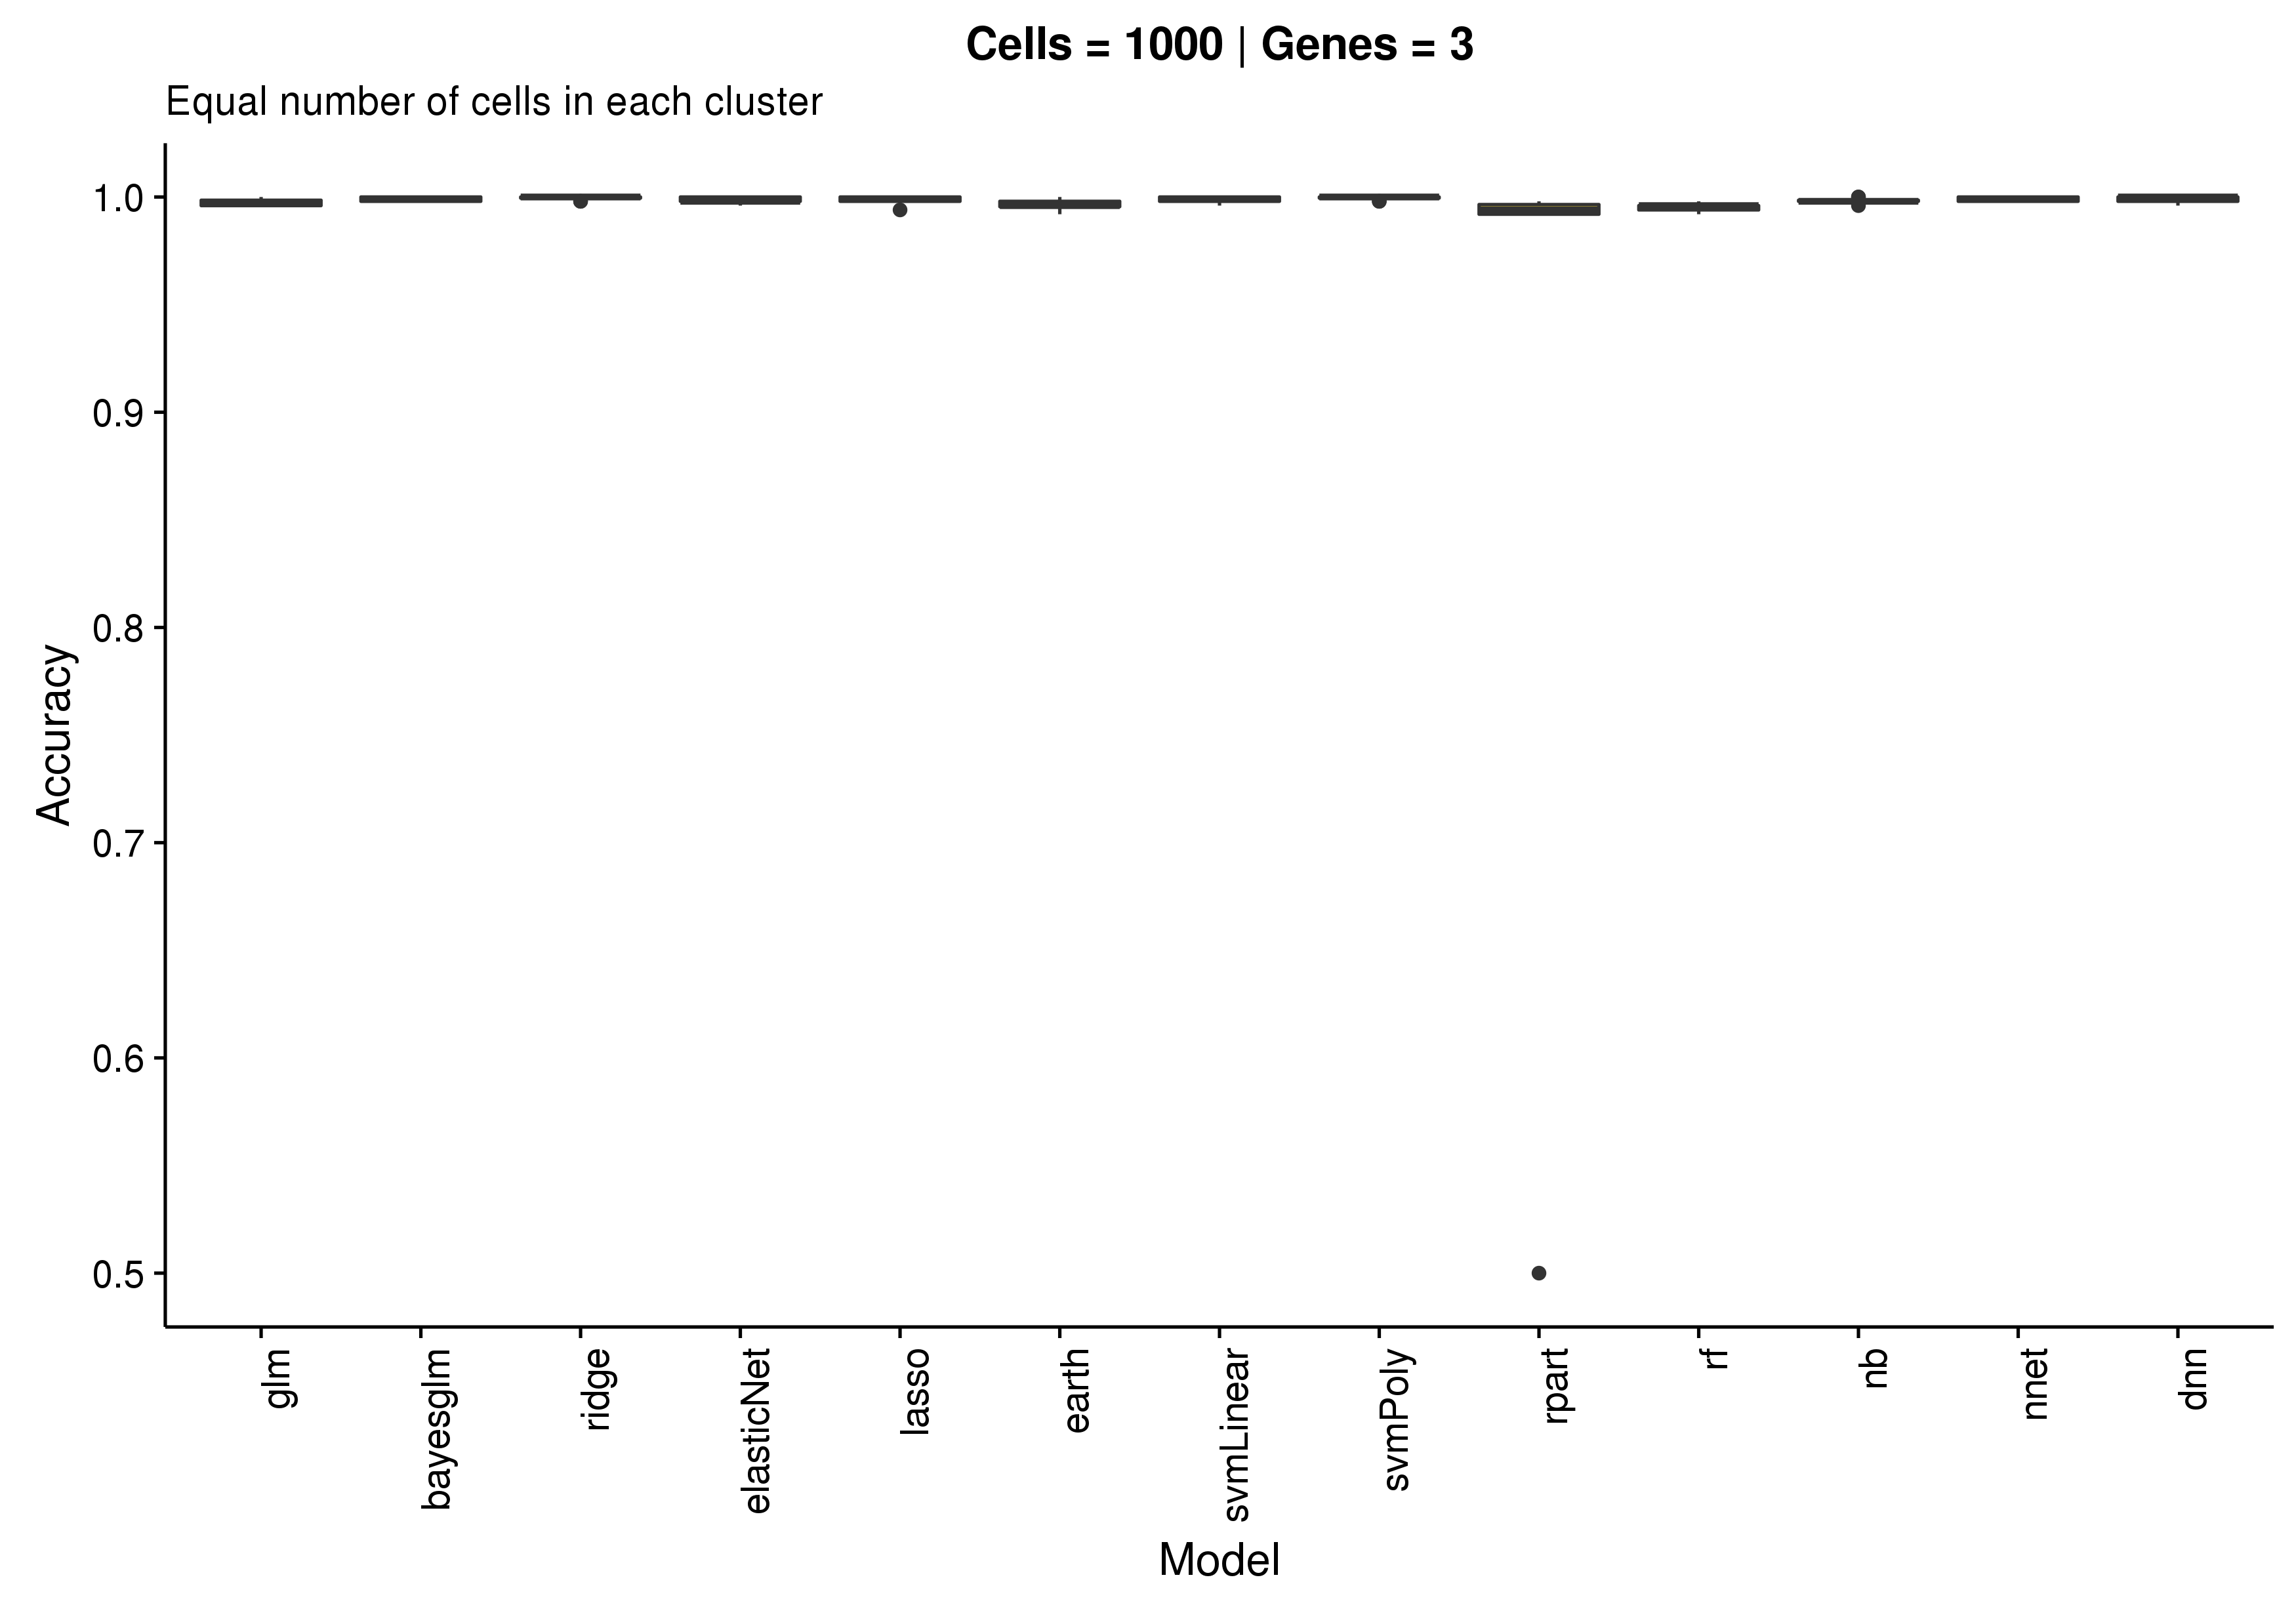 Cells = 1000 | Genes = 3
Equal number of cells in each cluster
Accuracy
1.0
0.9
0.8
0.7
0.6
0.5
glm
bayesglm
ridge
elasticNet
lasso
earth
svmLinear
svmPoly
rpart
rf
nb
nnet
dnn
Model